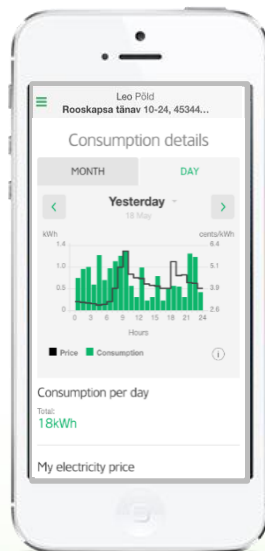 Leo Põld
Rooskapsa tänav 10-24, 45344...
Consumption details
MONTH DAY
Yesterday
18 May
kWh cents/kWh
1.4 6.4
1.0 5.1
0.5 3.9
0 2.6
0 3 6 9 12 15 18 21 24
Hours
Price Consumption
Consumption per day
Total:
18kWh
My electricity price